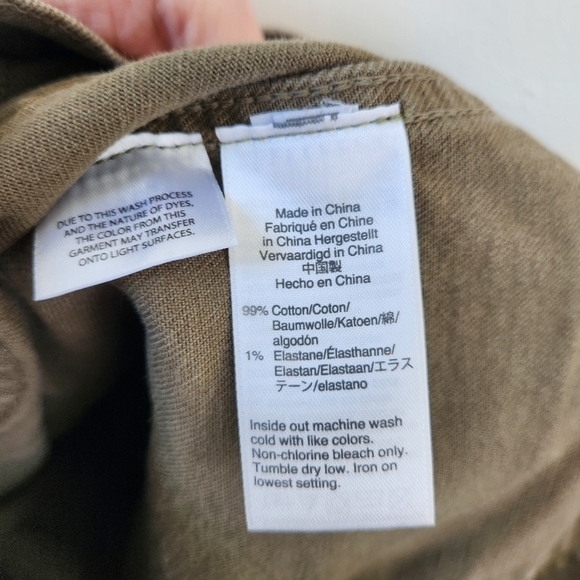 DUE TO THIS WASH PROCESS
AND THE NATURE OF DYES,
THE COLOR FROM THIS
GARMENT MAY TRANSFER
ONTO LIGHT SURFACES.
Made in China
Fabriqué en Chine
in China Hergestellt
Vervaardigd in China
中国製
Hecho en China
99% Cotton/Coton/
Baumwolle/Katoen/綿/
algodón
1% Elastane/Élasthanne/
Elastan/Elastaan/エラス
テーン/elastano
Inside out machine wash
cold with like colors.
Non-chlorine bleach only.
Tumble dry low. Iron on
lowest setting.